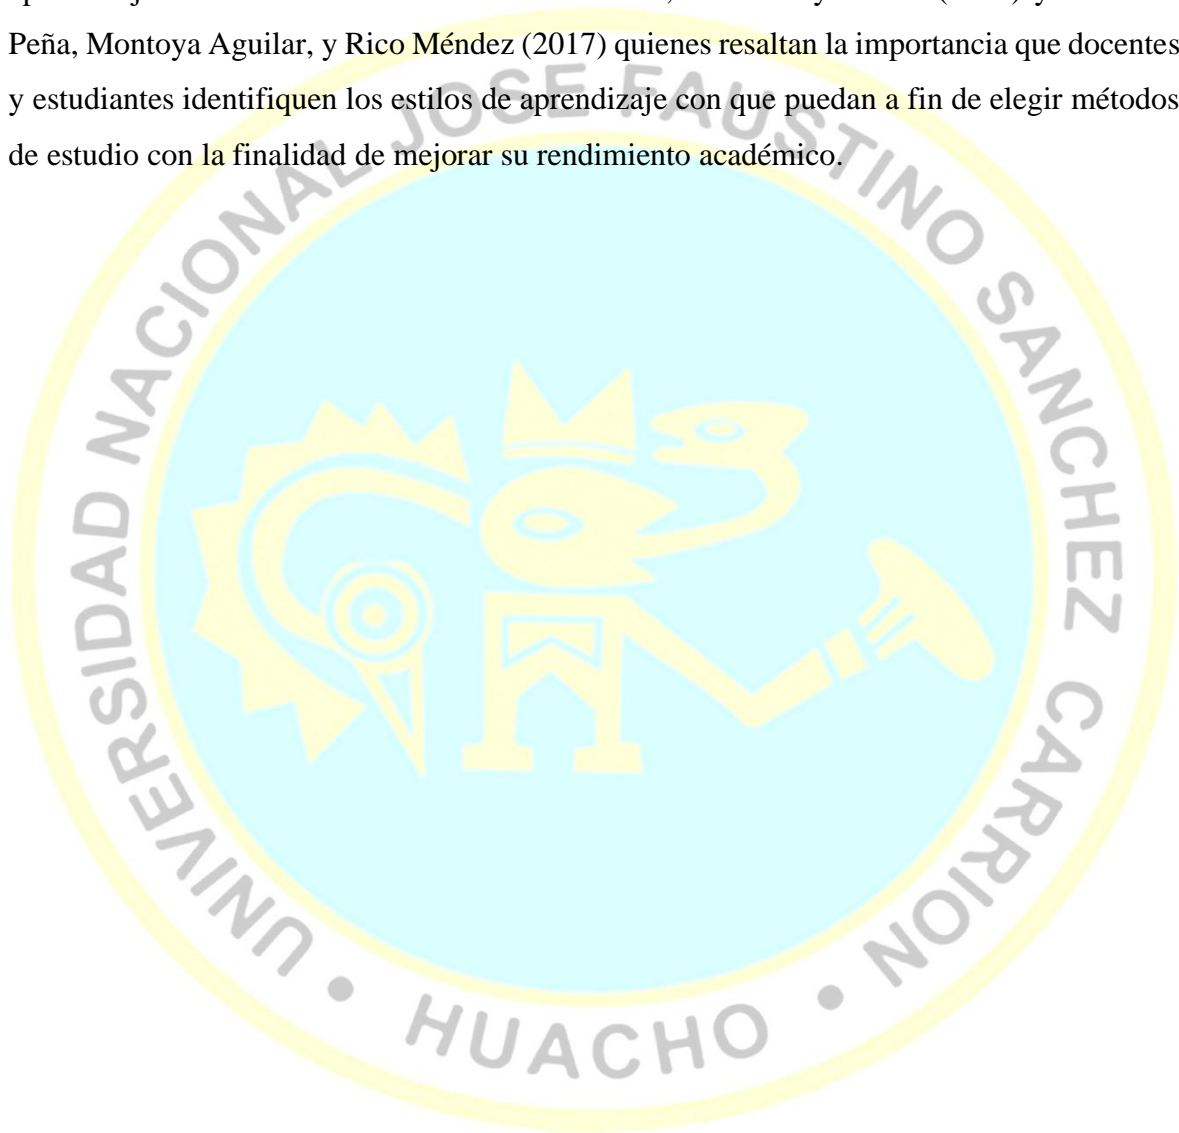 Peña, Montoya Aguilar, y Rico Méndez (2017) quienes resaltan la importancia que docentes
y estudiantes identifiquen los estilos de aprendizaje con que puedan a fin de elegir métodos
de estudio con la finalidad de mejorar su rendimiento académico.
UNIVERSIDAD NACIONAL JOSE FAUSTINO SANCHEZ CARRION • HUACHO •